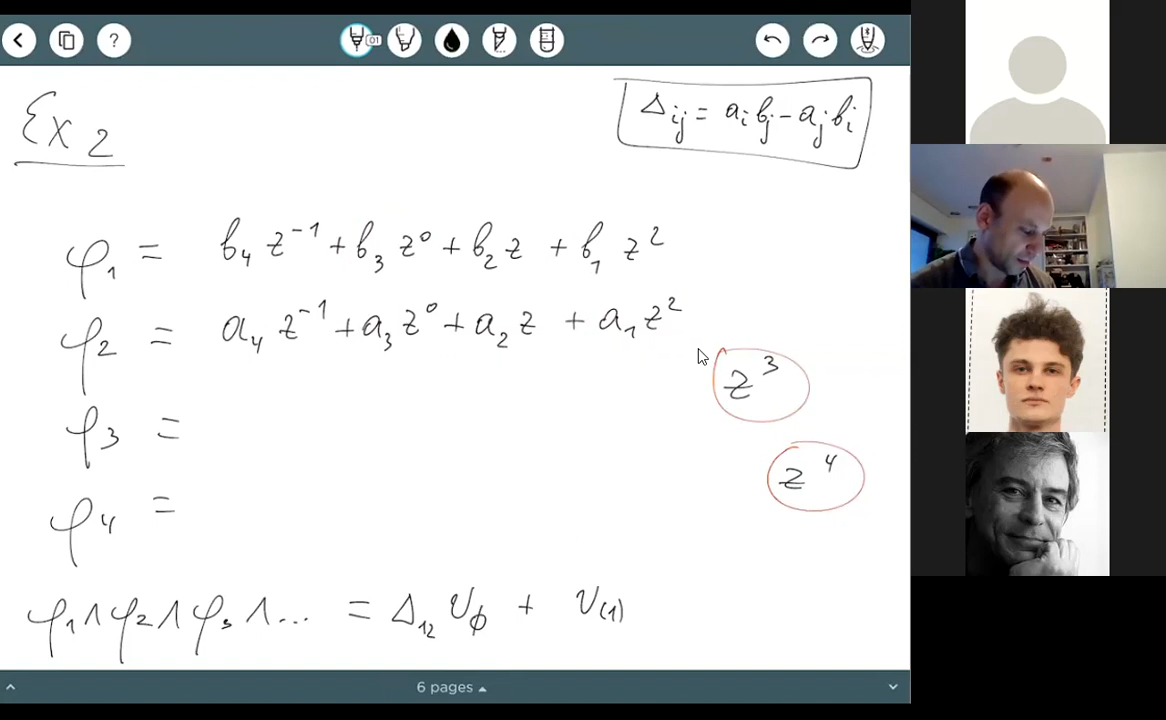 Ex 2
Δij = ai bj - aj bi
φ1 = b4 z^-1 + b3 z^0 + b2 z + b1 z^2
φ2 = a4 z^-1 + a3 z^0 + a2 z + a1 z^2
z^3
φ3 =
z^4
φ4 =
φ1 ∧ φ2 ∧ φ3 ∧ ... = Δ12 υ∅ + υ(1)
6 pages